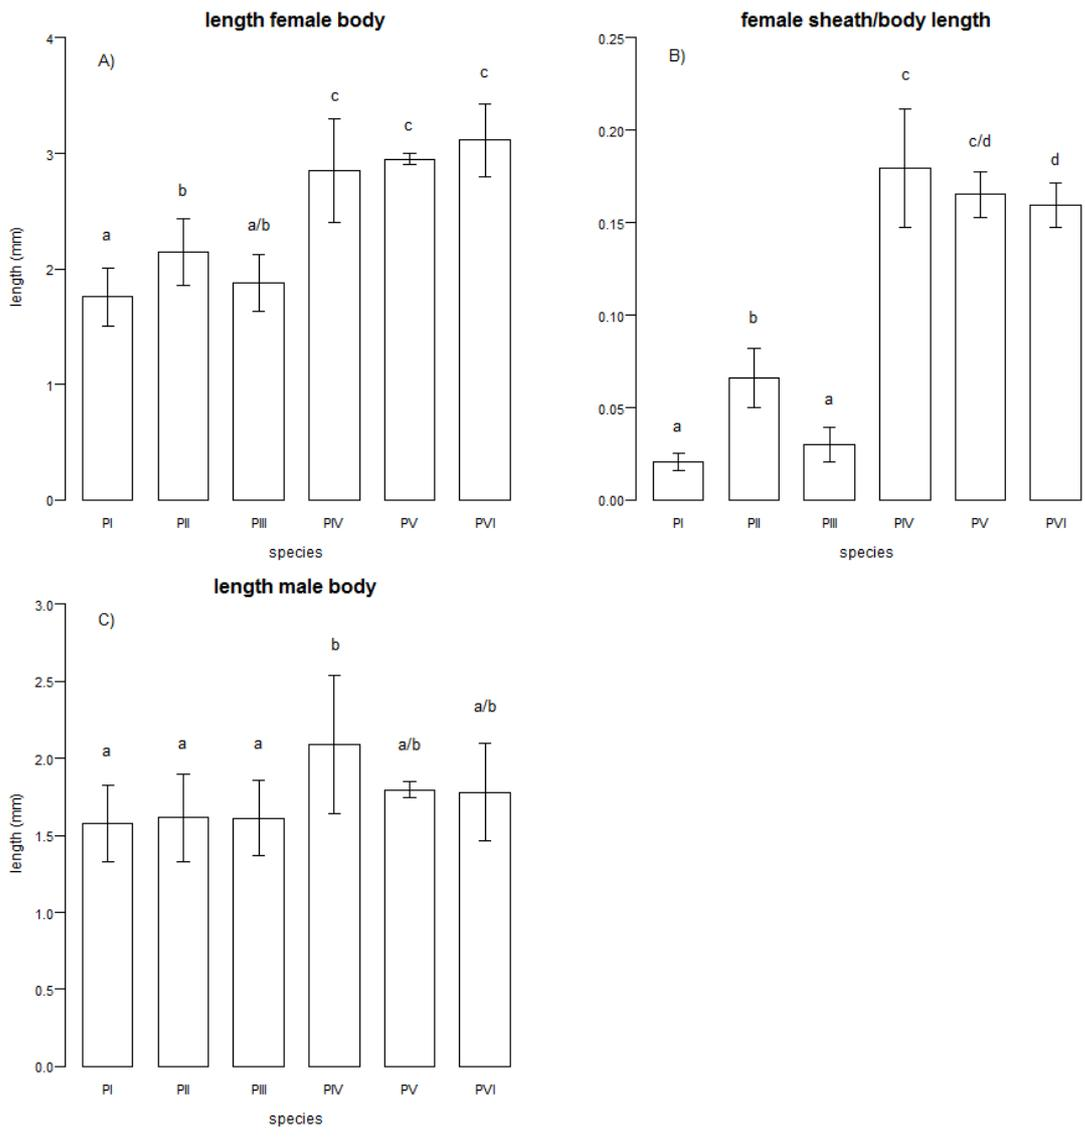 length female body
A)
4
3
2
1
0
length (mm)
a
b
a/b
c
c
c
PI
PII
PIII
PIV
PV
PVI
species
female sheath/body length
B)
0.25
0.20
0.15
0.10
0.05
0.00
a
b
a
c
c/d
d
PI
PII
PIII
PIV
PV
PVI
species
length male body
C)
3.0
2.5
2.0
1.5
1.0
0.5
0.0
length (mm)
a
a
a
b
a/b
a/b
PI
PII
PIII
PIV
PV
PVI
species